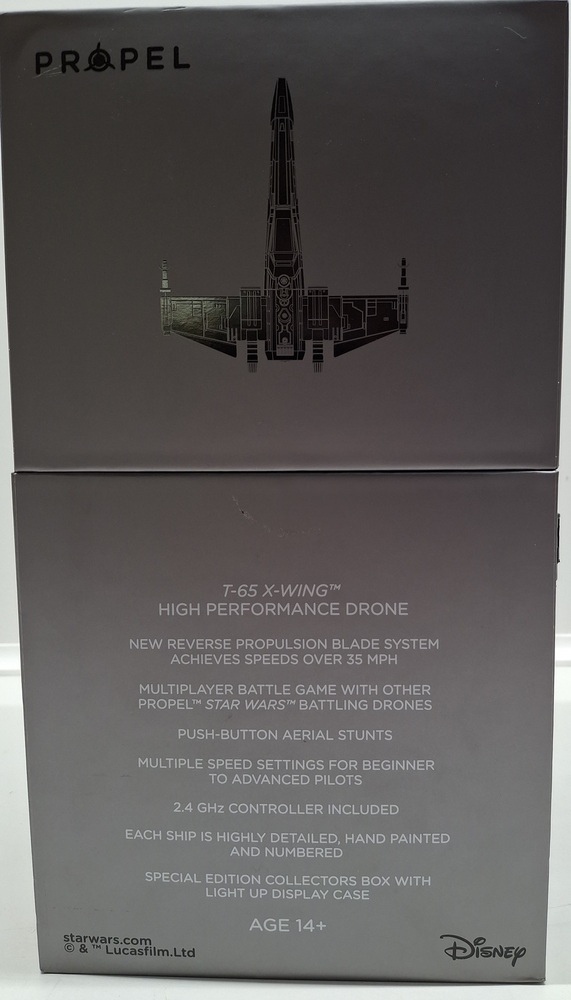 PROPEL
T-65 X-WING™
HIGH PERFORMANCE DRONE
NEW REVERSE PROPULSION BLADE SYSTEM
ACHIEVES SPEEDS OVER 35 MPH
MULTIPLAYER BATTLE GAME WITH OTHER
PROPEL™ STAR WARS™ BATTLING DRONES
PUSH-BUTTON AERIAL STUNTS
MULTIPLE SPEED SETTINGS FOR BEGINNER
TO ADVANCED PILOTS
2.4 GHz CONTROLLER INCLUDED
EACH SHIP IS HIGHLY DETAILED, HAND PAINTED
AND NUMBERED
SPECIAL EDITION COLLECTORS BOX WITH
LIGHT UP DISPLAY CASE
AGE 14+
starwars.com
© & ™ Lucasfilm.Ltd
Disney